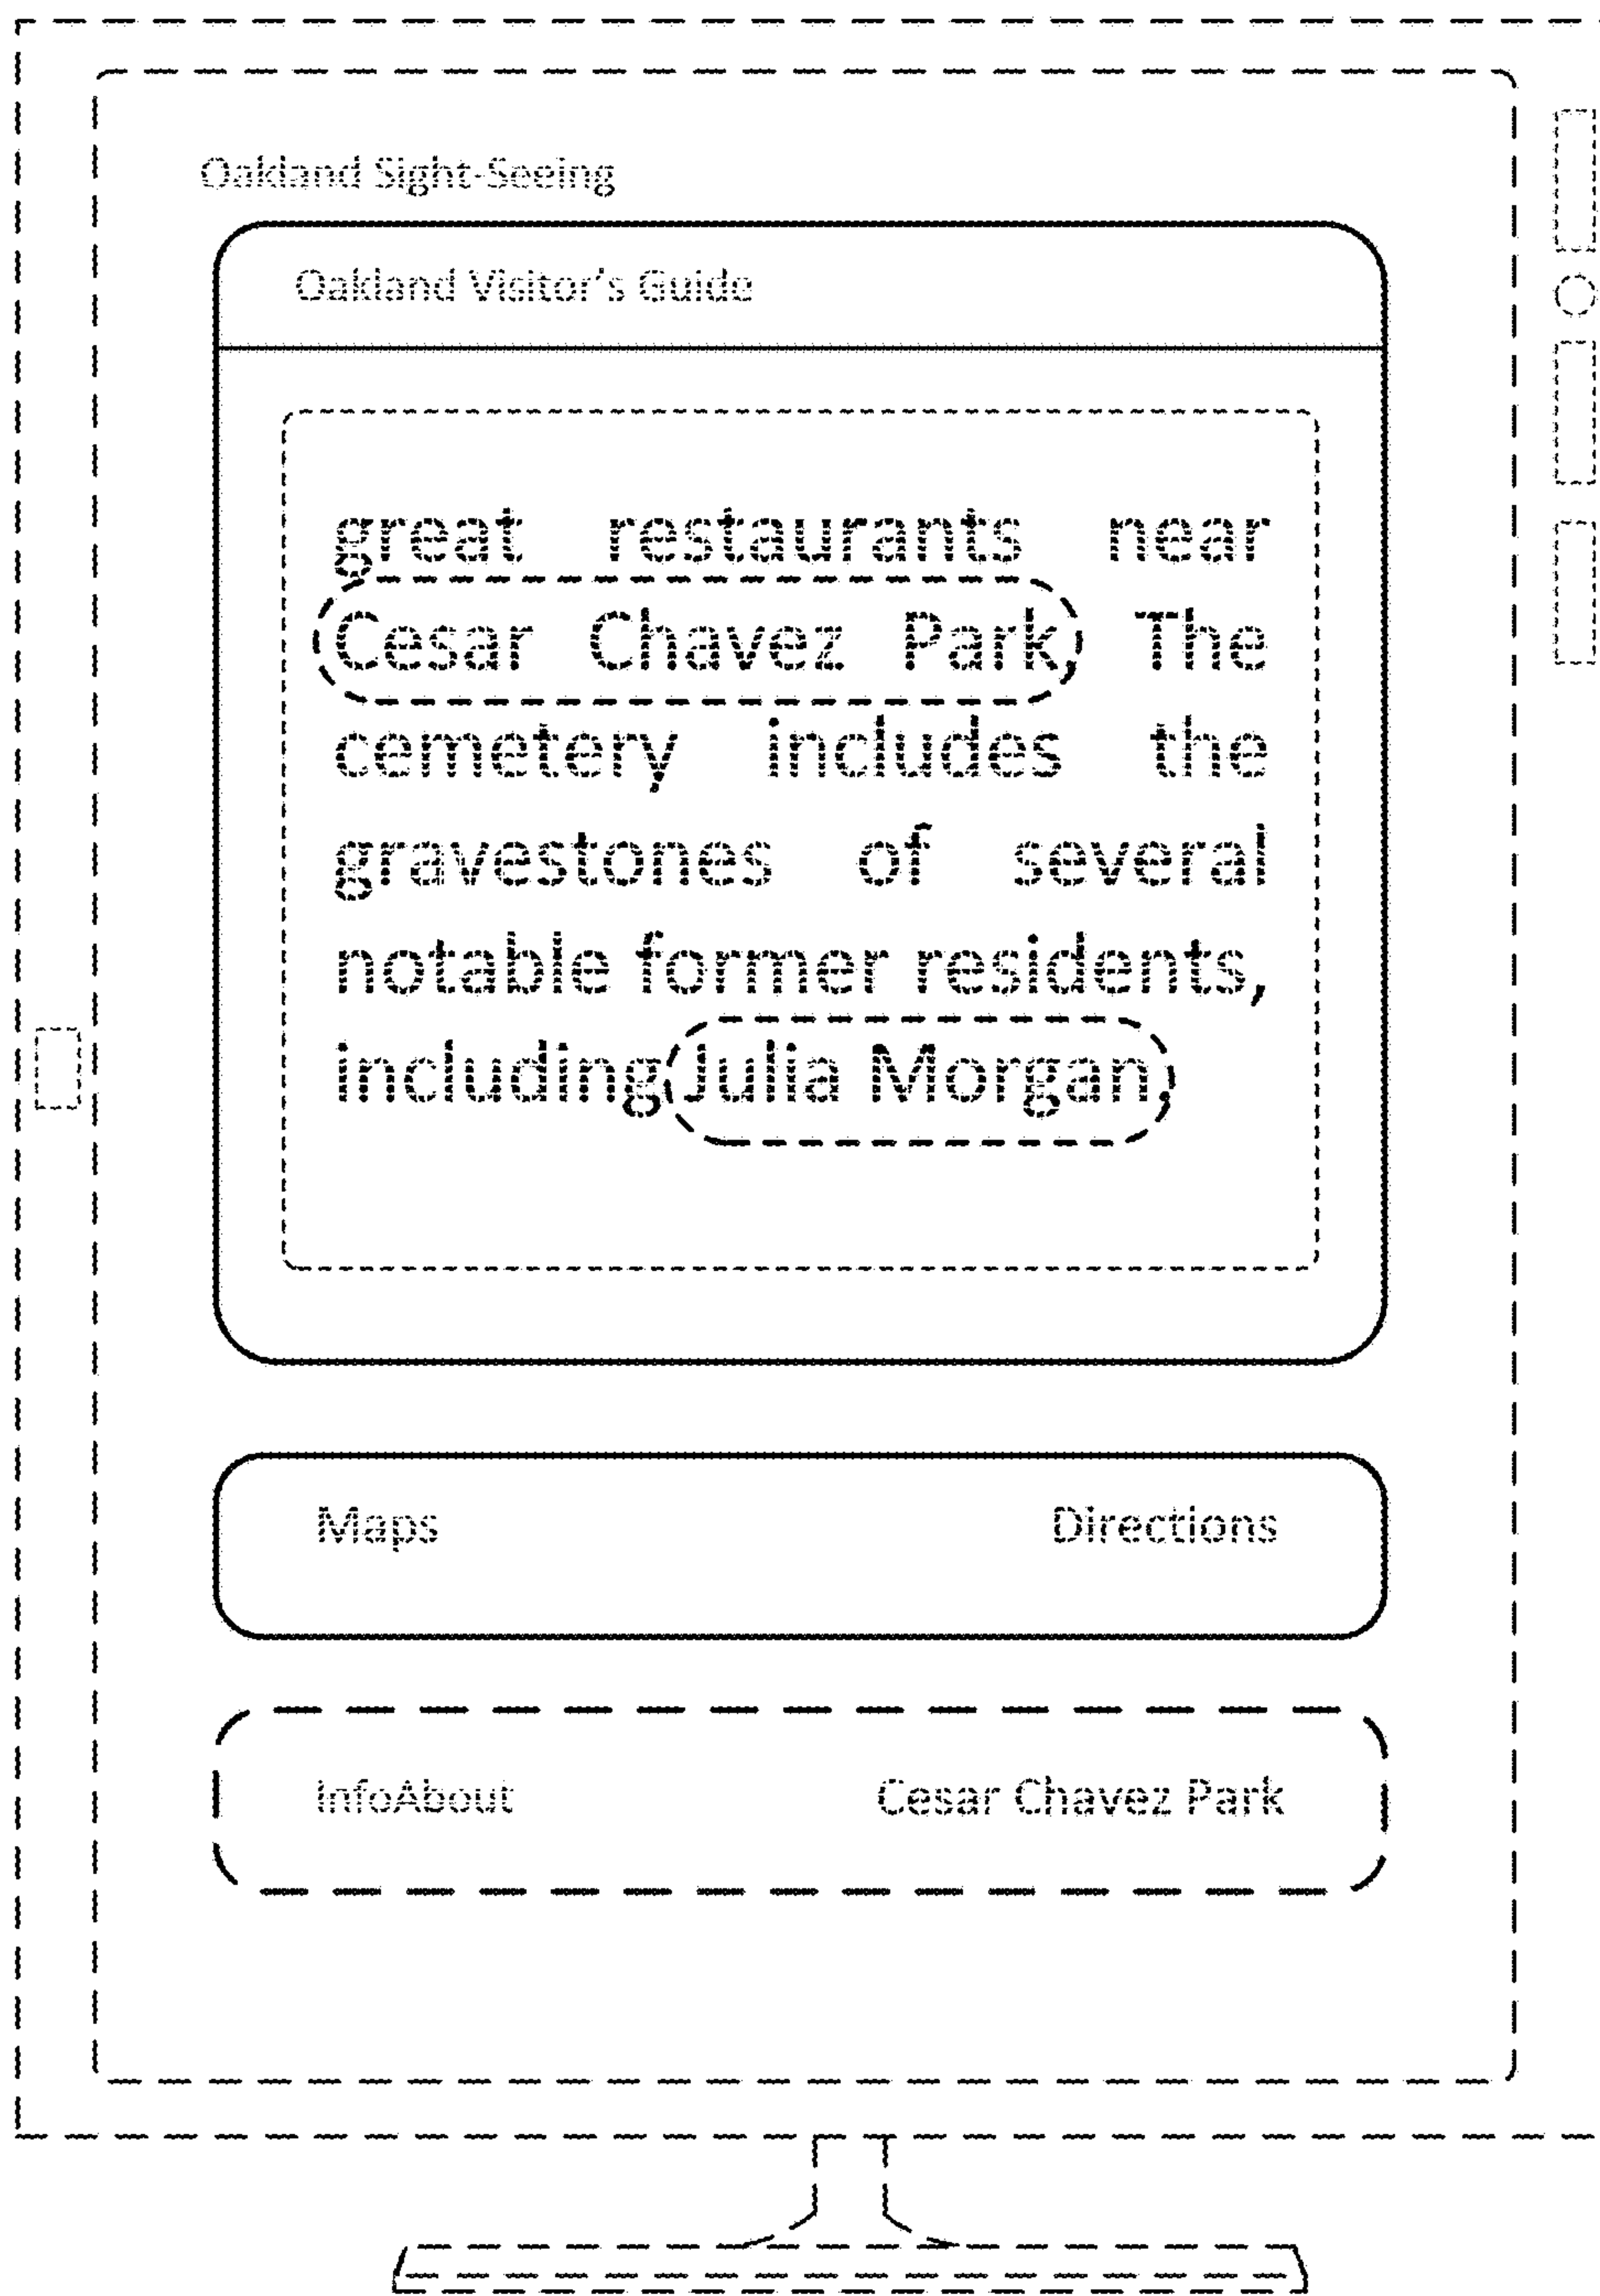 Oakland Sight-Seeing
Oakland Visitor's Guide
great restaurants near
Cesar Chavez Park, The
cemetery includes the
gravestones of several
notable former residents,
including Julia Morgan,
Maps Directions
InfoAbout Cesar Chavez Park